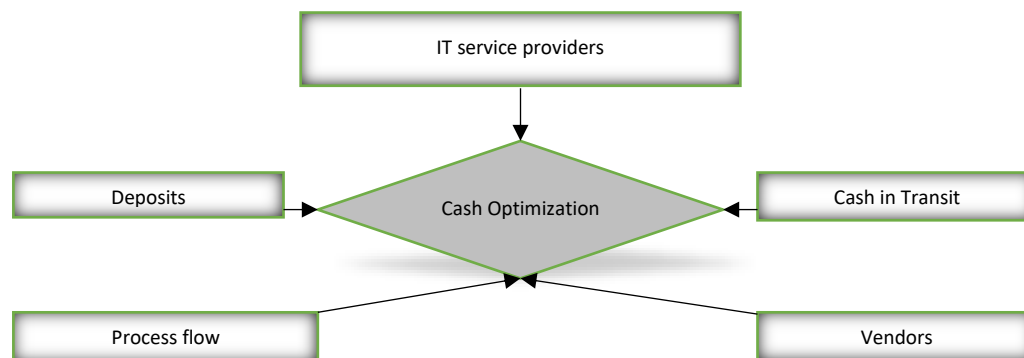 IT service providers
Deposits
Cash Optimization
Cash in Transit
Process flow
Vendors